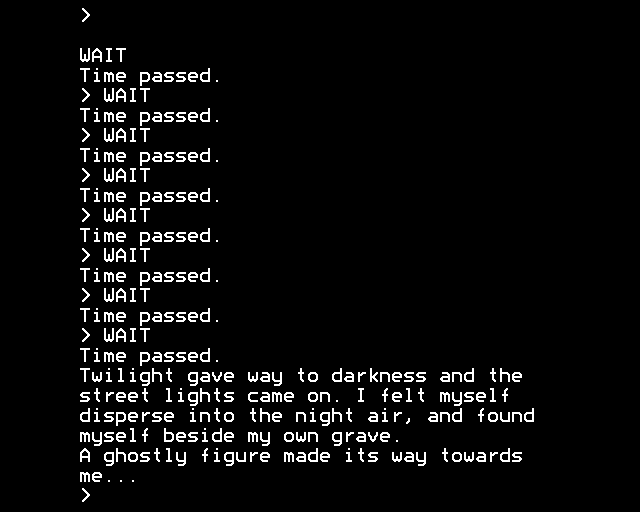 >
WAIT
Time passed.
> WAIT
Time passed.
> WAIT
Time passed.
> WAIT
Time passed.
> WAIT
Time passed.
> WAIT
Time passed.
> WAIT
Time passed.
> WAIT
Time passed.
Twilight gave way to darkness and the
street lights came on. I felt myself
disperse into the night air, and found
myself beside my own grave.
A ghostly figure made its way towards
me...
>